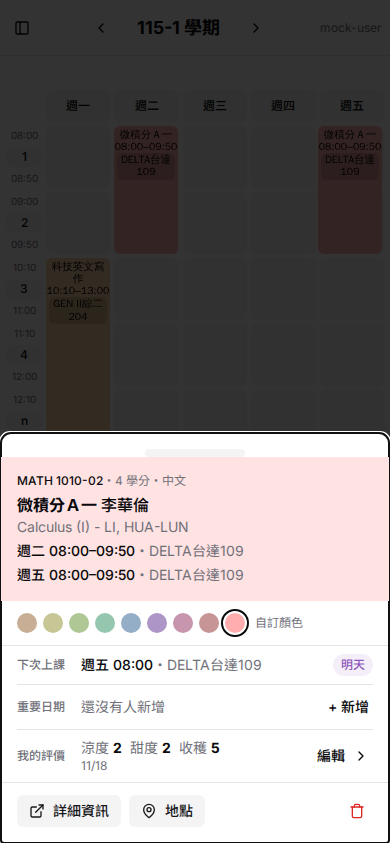 115-1 學期
mock-user
週一 週二 週三 週四 週五
08:00
1
08:50
09:00
2
09:50
10:10
3
11:00
11:10
4
12:00
12:10
n
微積分A一
08:00–09:50
DELTA台達
109
微積分A一
08:00–09:50
DELTA台達
109
科技英文寫
作
10:10–13:00
GEN II綜二
204
MATH 1010-02・4 學分・中文
微積分A一 李華倫
Calculus (I) - LI, HUA-LUN
週二 08:00–09:50・DELTA台達109
週五 08:00–09:50・DELTA台達109
自訂顏色
下次上課 週五 08:00・DELTA台達109 明天
重要日期 還沒有人新增 + 新增
我的評價 涼度 2 甜度 2 收穫 5 編輯
11/18
詳細資訊 地點